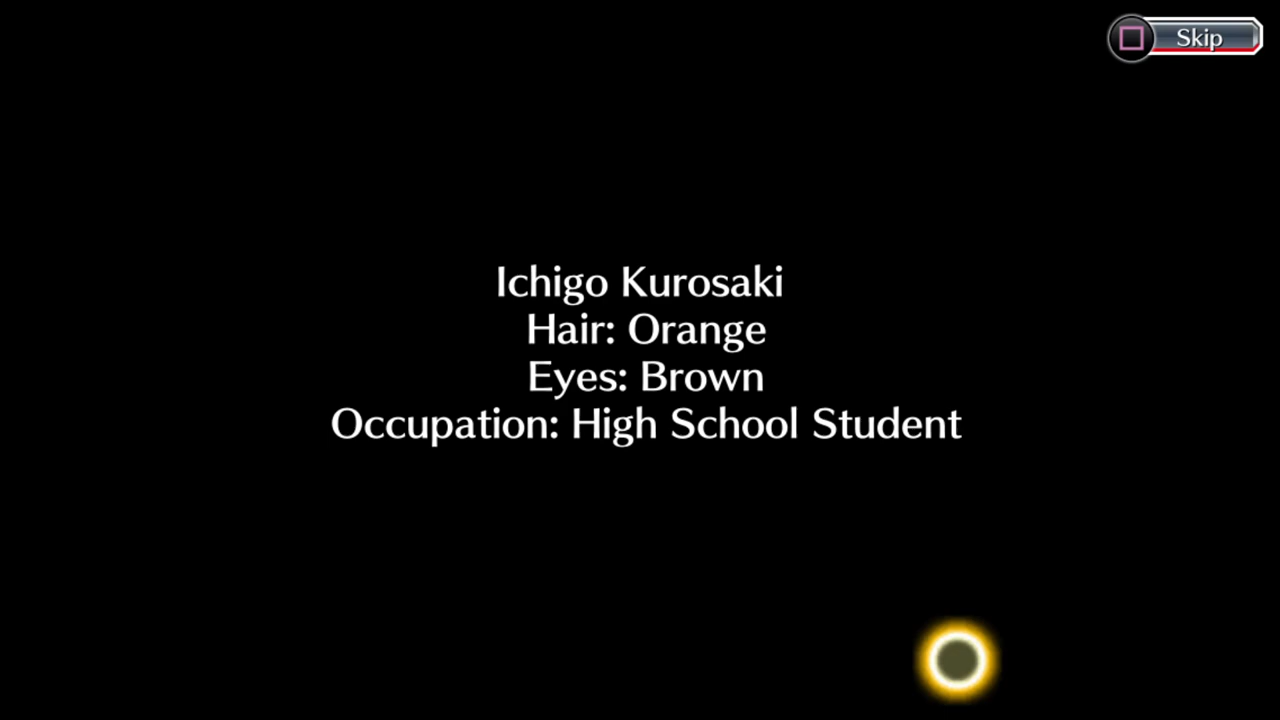 Skip
Ichigo Kurosaki
Hair: Orange
Eyes: Brown
Occupation: High School Student